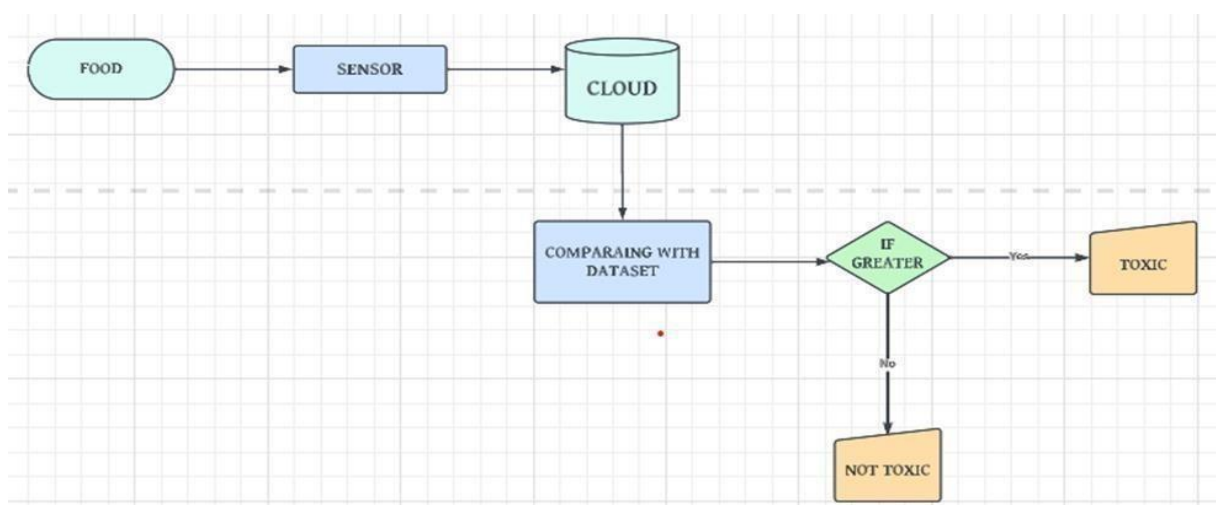 FOOD
SENSOR
CLOUD
COMPARAING WITH
DATASET
IF
GREATER
Yes
TOXIC
No
NOT TOXIC